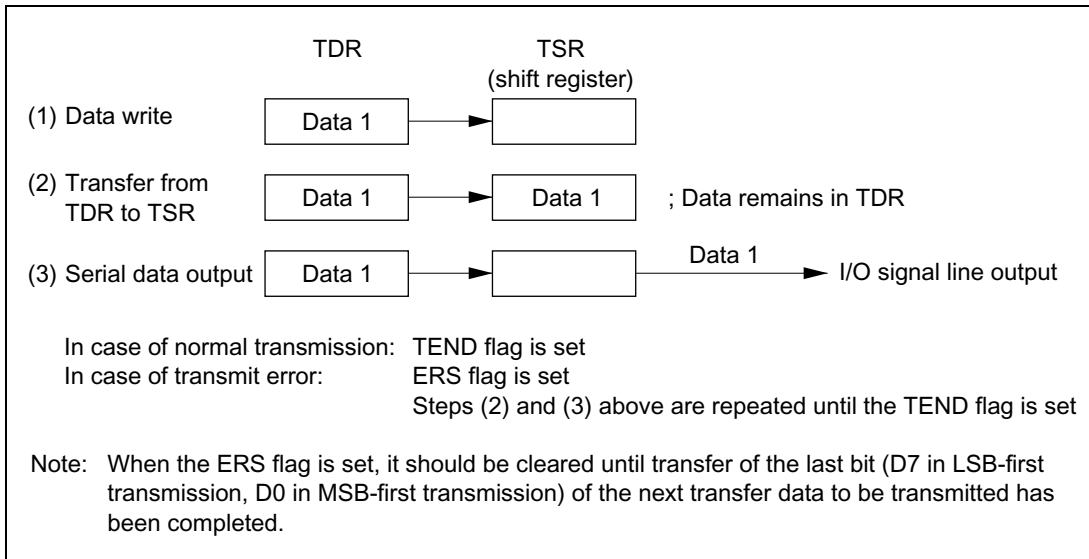 TDR TSR
(shift register)
(1) Data write Data 1
(2) Transfer from
TDR to TSR Data 1 Data 1 ; Data remains in TDR
(3) Serial data output Data 1 Data 1 I/O signal line output
In case of normal transmission: TEND flag is set
In case of transmit error: ERS flag is set
Steps (2) and (3) above are repeated until the TEND flag is set
Note: When the ERS flag is set, it should be cleared until transfer of the last bit (D7 in LSB-first
transmission, D0 in MSB-first transmission) of the next transfer data to be transmitted has
been completed.